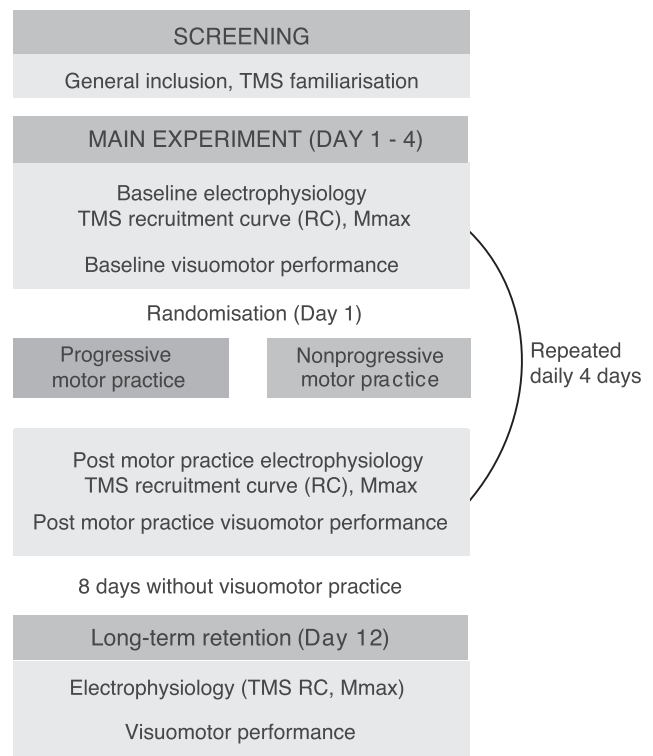 SCREENING
General inclusion, TMS familiarisation
MAIN EXPERIMENT (DAY 1 - 4)
Baseline electrophysiology
TMS recruitment curve (RC), Mmax
Baseline visuomotor performance
Randomisation (Day 1)
Progressive
motor practice
Nonprogressive
motor practice
Repeated
daily 4 days
Post motor practice electrophysiology
TMS recruitment curve (RC), Mmax
Post motor practice visuomotor performance
8 days without visuomotor practice
Long-term retention (Day 12)
Electrophysiology (TMS RC, Mmax)
Visuomotor performance